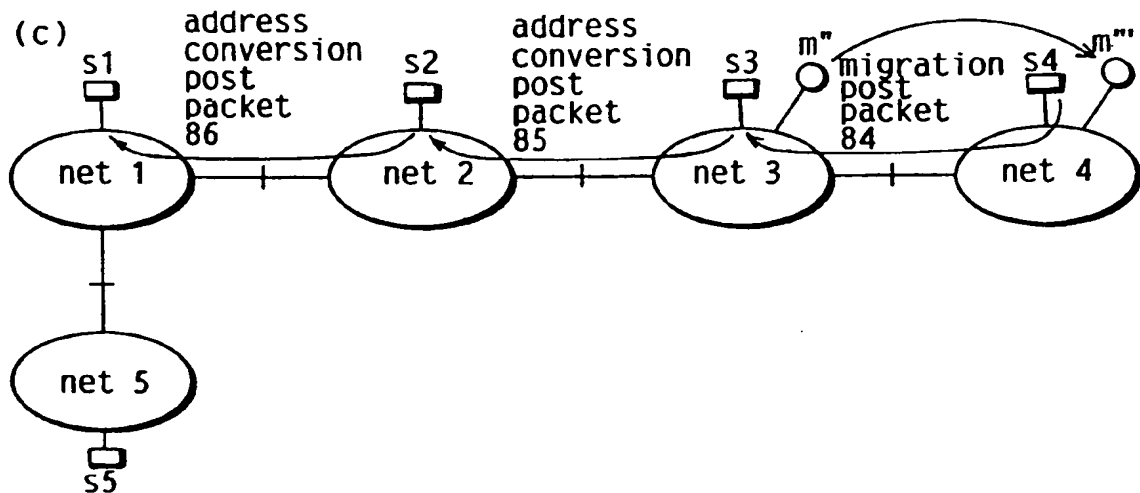 (c)
s1
address
conversion
post
packet
86
s2
address
conversion
post
packet
85
s3
m"
migration
post
packet
84
s4
m"'
net 1
net 2
net 3
net 4
net 5
s5